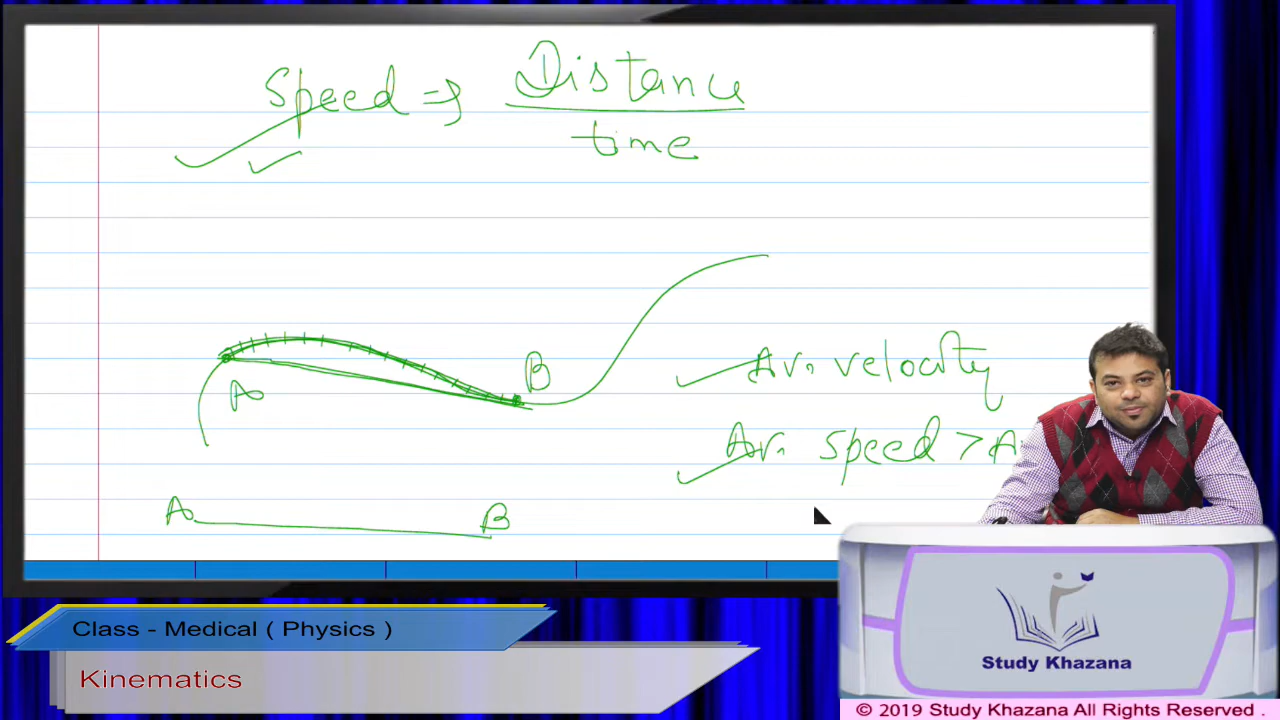 Speed ⇒ Distance
time
A
B
Av. velocity
Av. speed > A
A B
Study Khazana
Class - Medical ( Physics )
Kinematics
© 2019 Study Khazana All Rights Reserved .